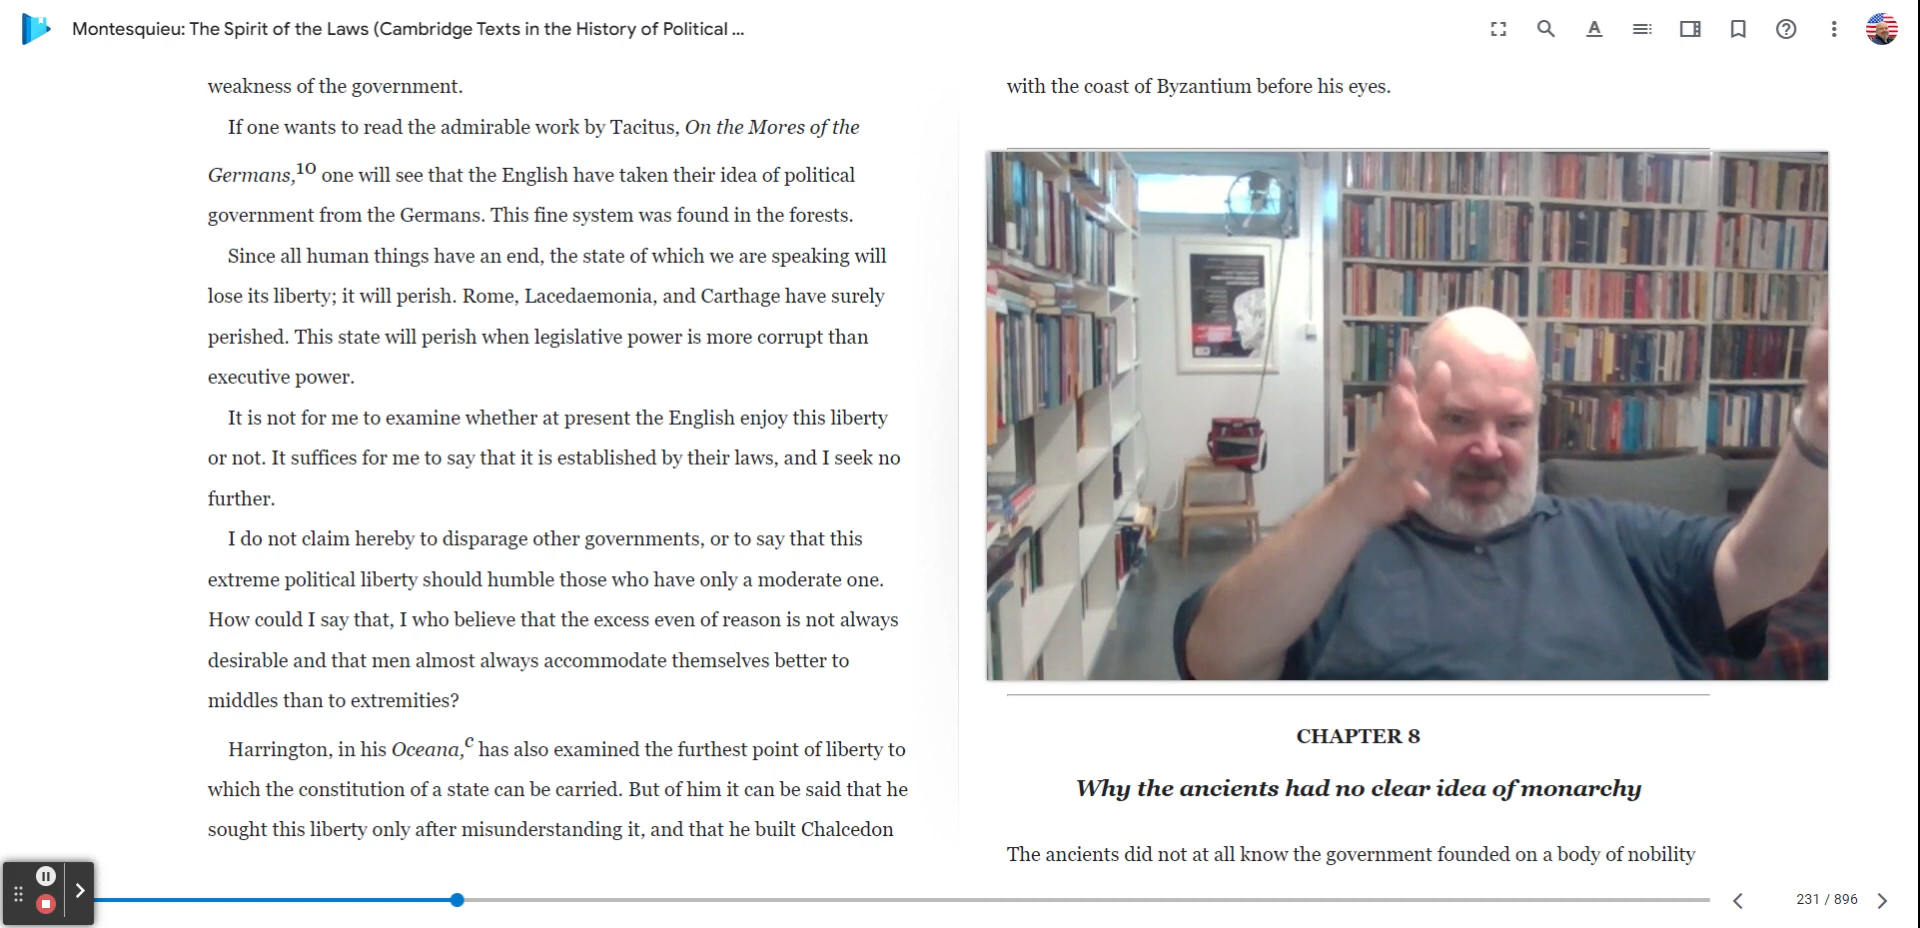 Montesquieu: The Spirit of the Laws (Cambridge Texts in the History of Political ...
weakness of the government.
If one wants to read the admirable work by Tacitus, On the Mores of the
Germans,10 one will see that the English have taken their idea of political
government from the Germans. This fine system was found in the forests.
Since all human things have an end, the state of which we are speaking will
lose its liberty; it will perish. Rome, Lacedaemonia, and Carthage have surely
perished. This state will perish when legislative power is more corrupt than
executive power.
It is not for me to examine whether at present the English enjoy this liberty
or not. It suffices for me to say that it is established by their laws, and I seek no
further.
I do not claim hereby to disparage other governments, or to say that this
extreme political liberty should humble those who have only a moderate one.
How could I say that, I who believe that the excess even of reason is not always
desirable and that men almost always accommodate themselves better to
middles than to extremities?
Harrington, in his Oceana,c has also examined the furthest point of liberty to
which the constitution of a state can be carried. But of him it can be said that he
sought this liberty only after misunderstanding it, and that he built Chalcedon
with the coast of Byzantium before his eyes.
CHAPTER 8
Why the ancients had no clear idea of monarchy
The ancients did not at all know the government founded on a body of nobility
231 / 896